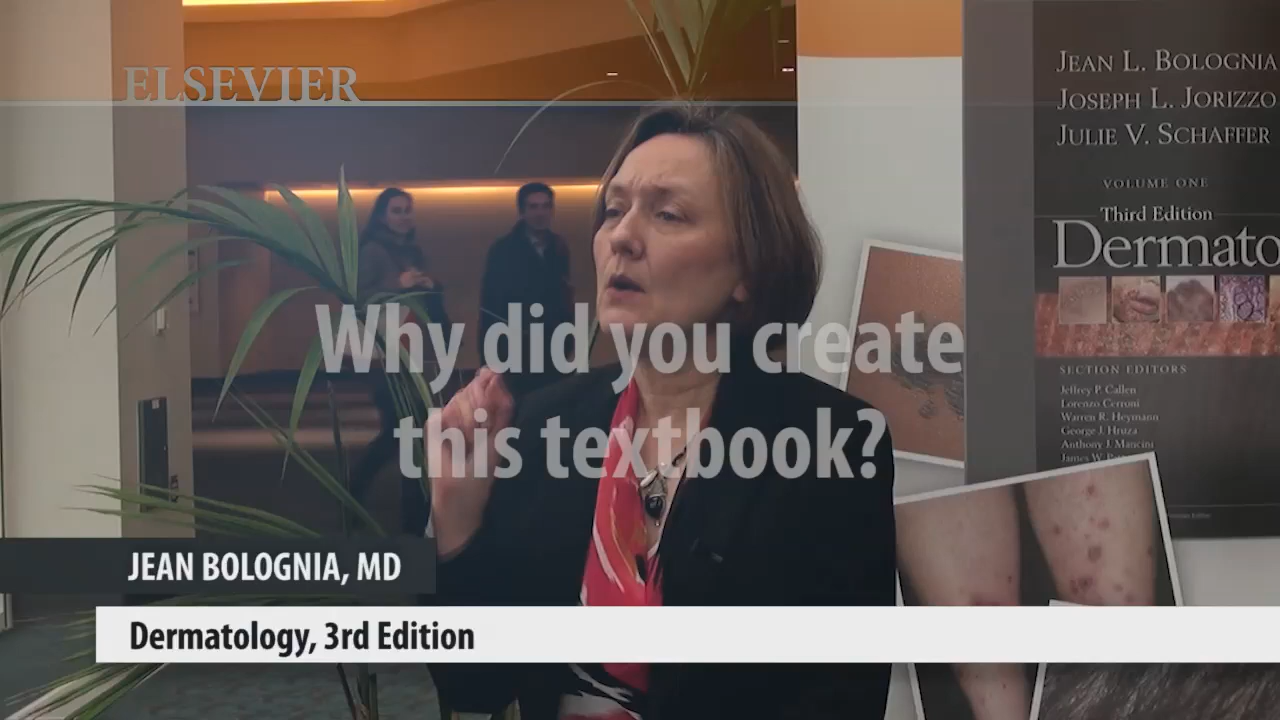 ELSEVIER
JEAN L. BOLOGNIA
JOSEPH L. JORIZZO
JULIE V. SCHAFFER
VOLUME ONE
Third Edition
Dermato
SECTION EDITORS
Jeffrey P. Callen
Lorenzo Cerroni
Warren R. Heymann
George J. Hruza
Anthony J. Mancini
James W.
Why did you create
this textbook?
JEAN BOLOGNIA, MD
Dermatology, 3rd Edition